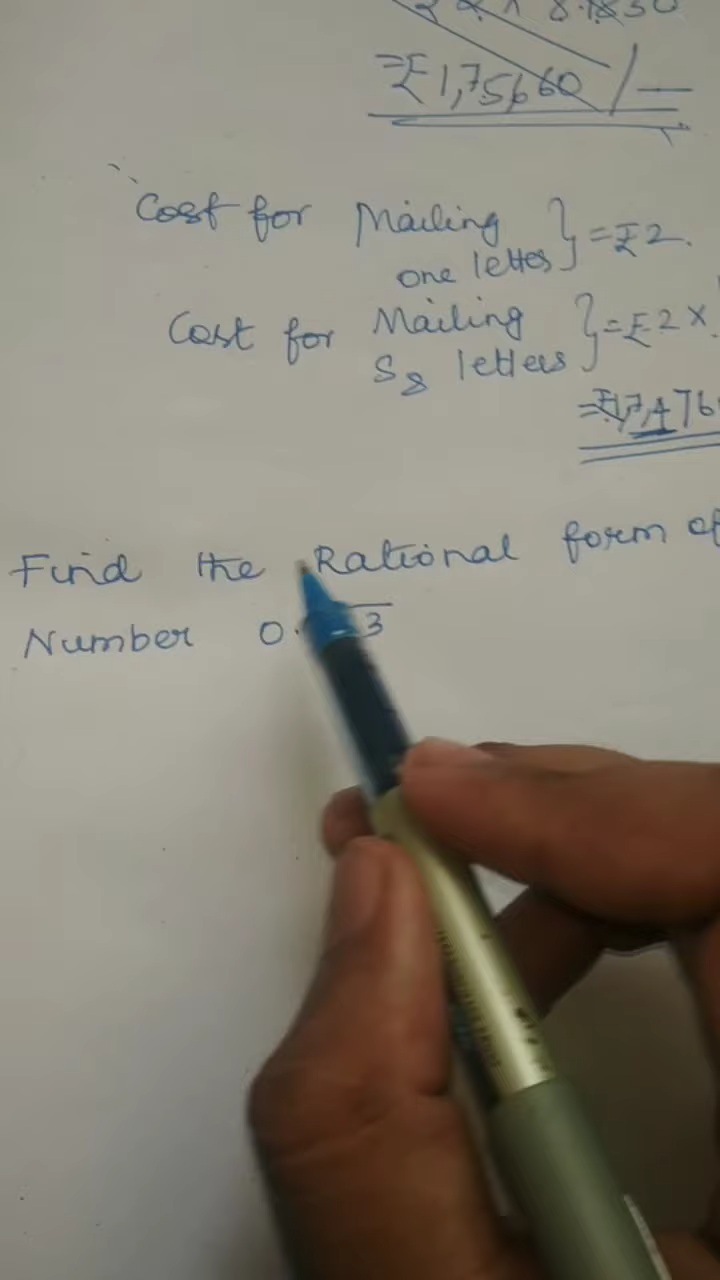 =₹1,75,660/—
Cost for Mailing one letter } = ₹2.
Cost for Mailing S8 letters } = ₹2 ×
Find the Rational form of
Number 0. 3